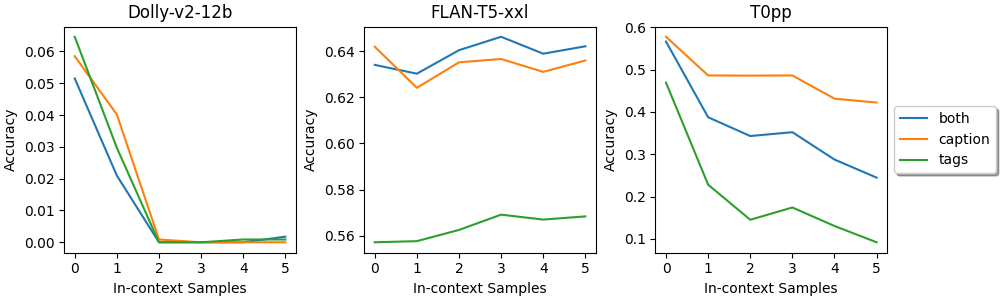 Dolly-v2-12b
Accuracy
0.06
0.05
0.04
0.03
0.02
0.01
0.00
0 1 2 3 4 5
In-context Samples
FLAN-T5-xxl
Accuracy
0.64
0.62
0.60
0.58
0.56
0 1 2 3 4 5
In-context Samples
T0pp
Accuracy
0.6
0.5
0.4
0.3
0.2
0.1
0 1 2 3 4 5
In-context Samples
both
caption
tags